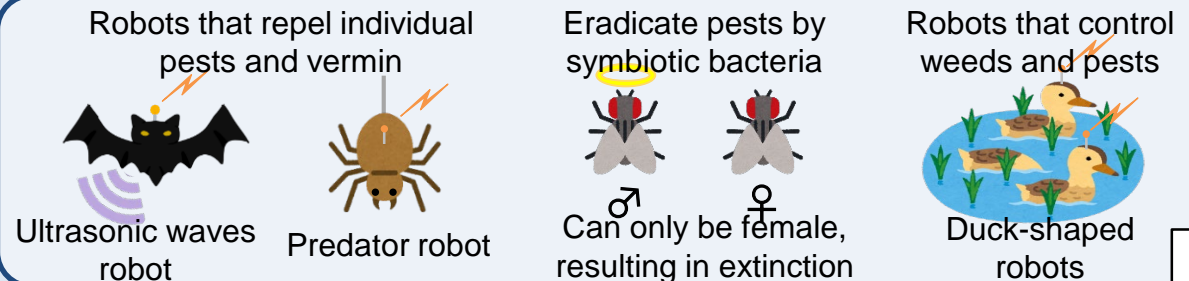 Robots that repel individual
pests and vermin
Ultrasonic waves
robot
Predator robot
Eradicate pests by
symbiotic bacteria
♂ ♀
Can only be female,
resulting in extinction
Robots that control
weeds and pests
Duck-shaped
robots